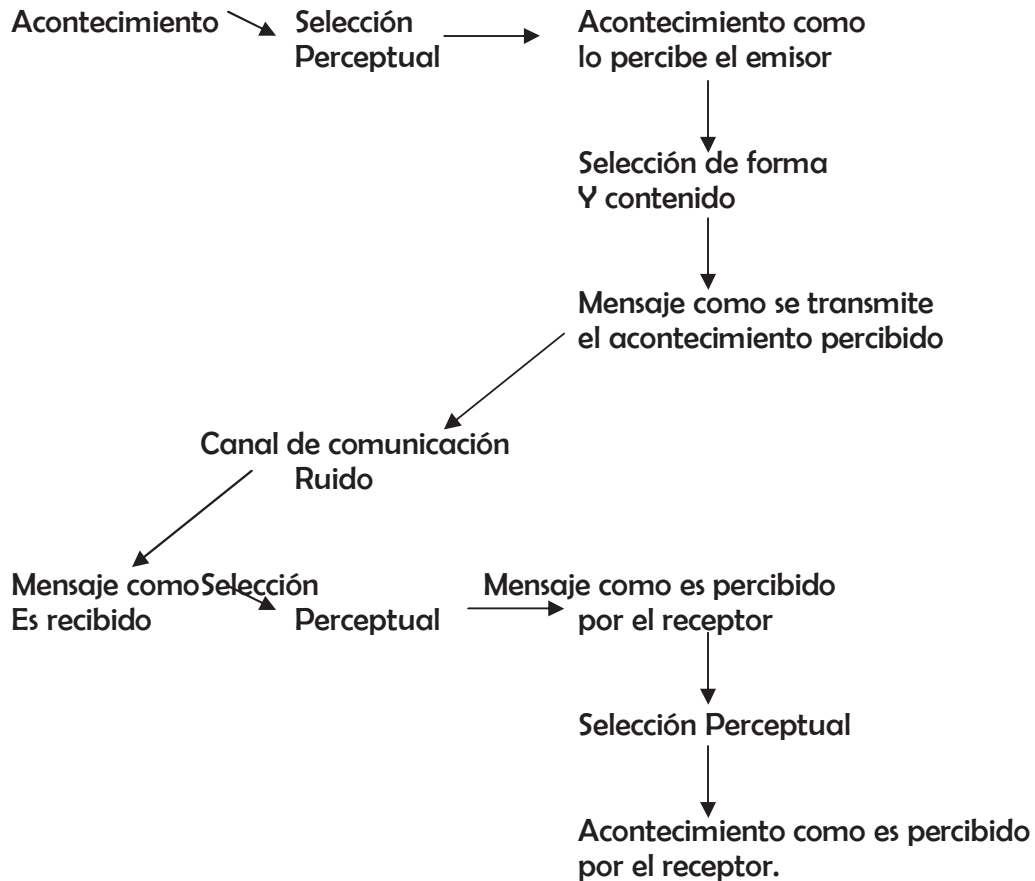 Acontecimiento Selección Acontecimiento como
Perceptual lo percibe el emisor
Selección de forma
Y contenido
Mensaje como se transmite
el acontecimiento percibido
Canal de comunicación
Ruido
Mensaje como Selección Mensaje como es percibido
Es recibido Perceptual por el receptor
Selección Perceptual
Acontecimiento como es percibido
por el receptor.